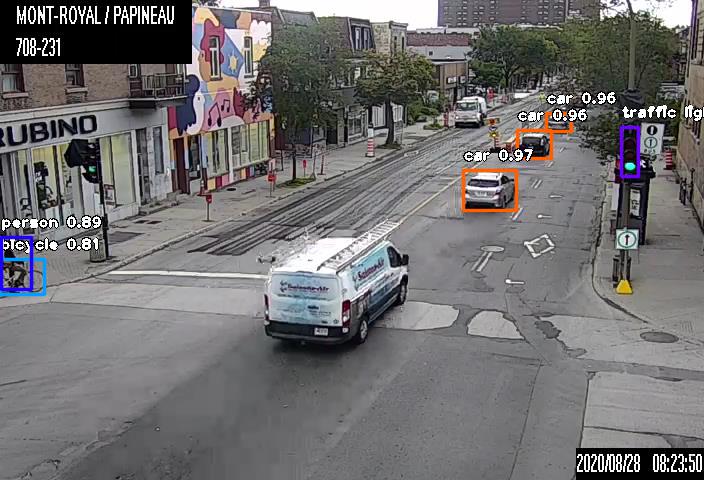 MONT-ROYAL / PAPINEAU
708-231
car 0.96
car 0.96
traffic lig
RUBINO
car 0.97
person 0.89
bicycle 0.81
2020/08/28 08:23:50